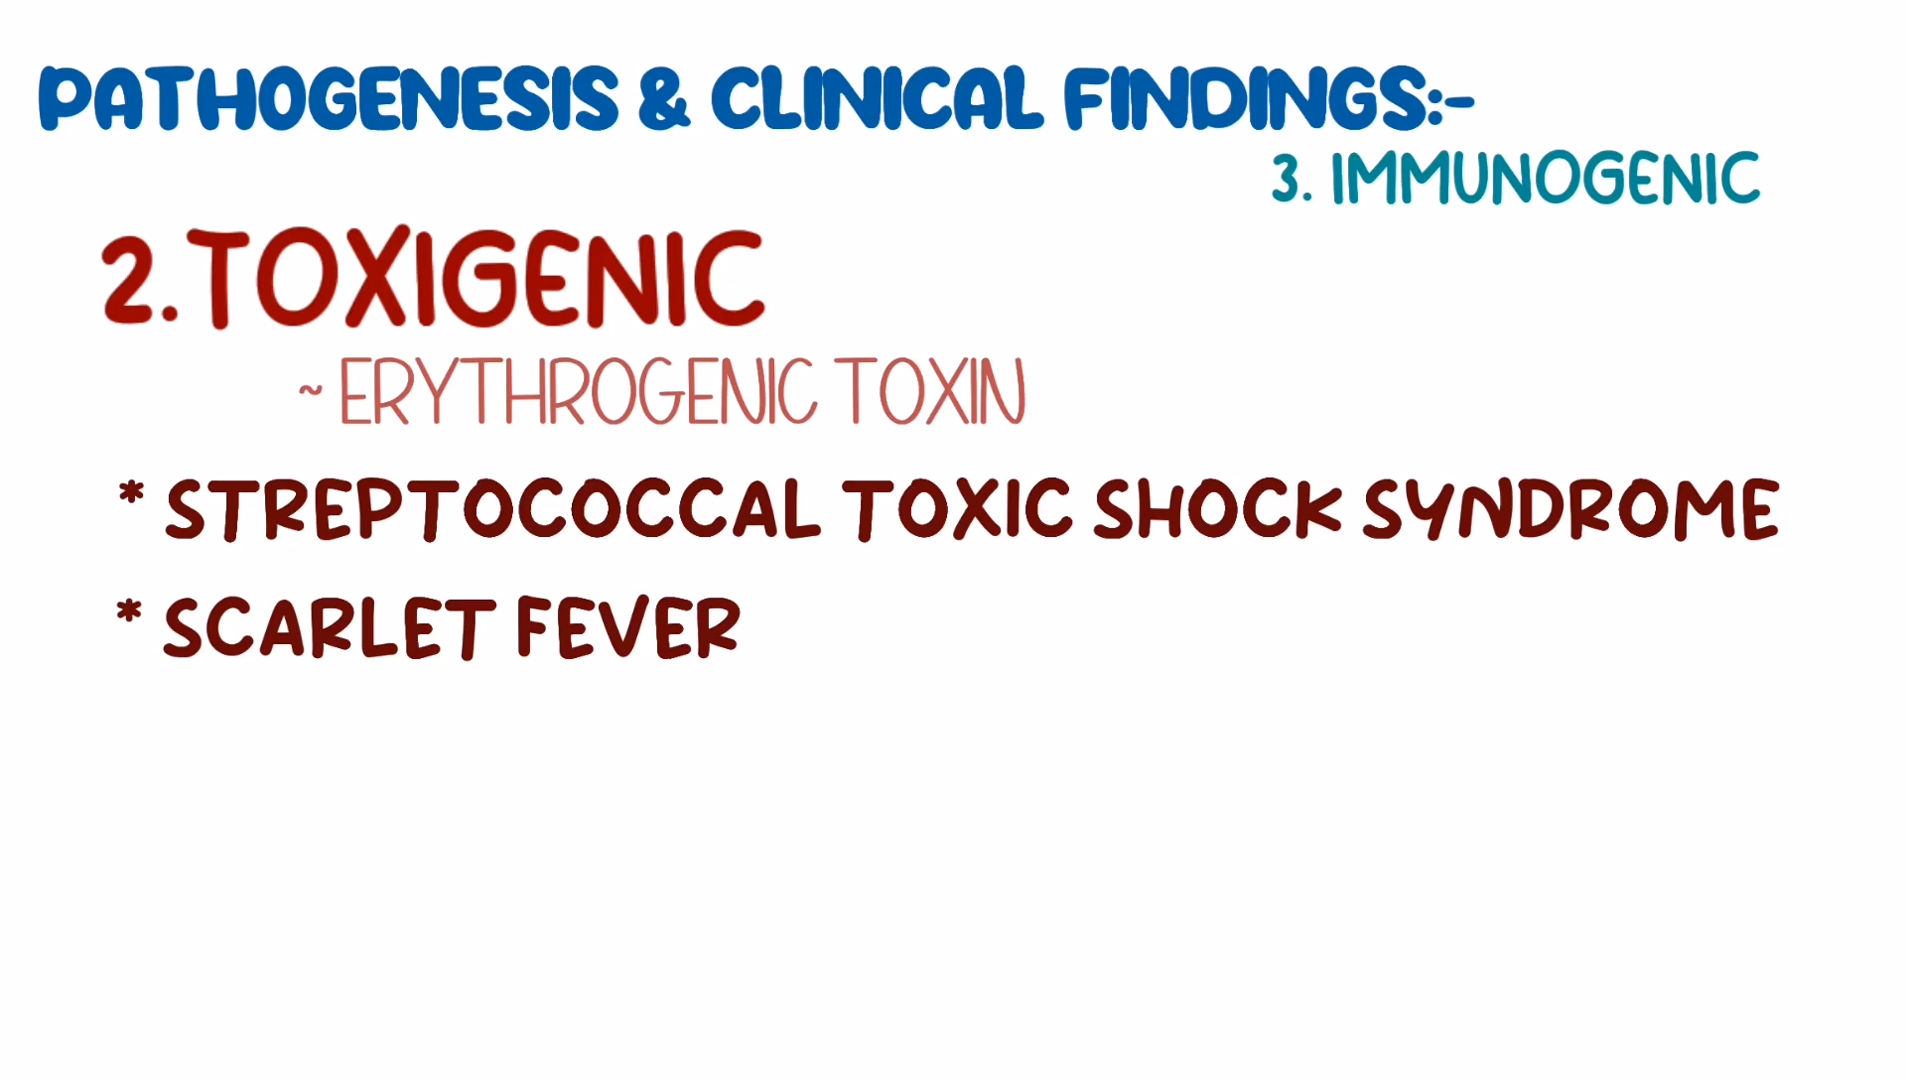 PATHOGENESIS & CLINICAL FINDINGS:-
3. IMMUNOGENIC
2.TOXIGENIC
~ ERYTHROGENIC TOXIN
* STREPTOCOCCAL TOXIC SHOCK SYNDROME
* SCARLET FEVER